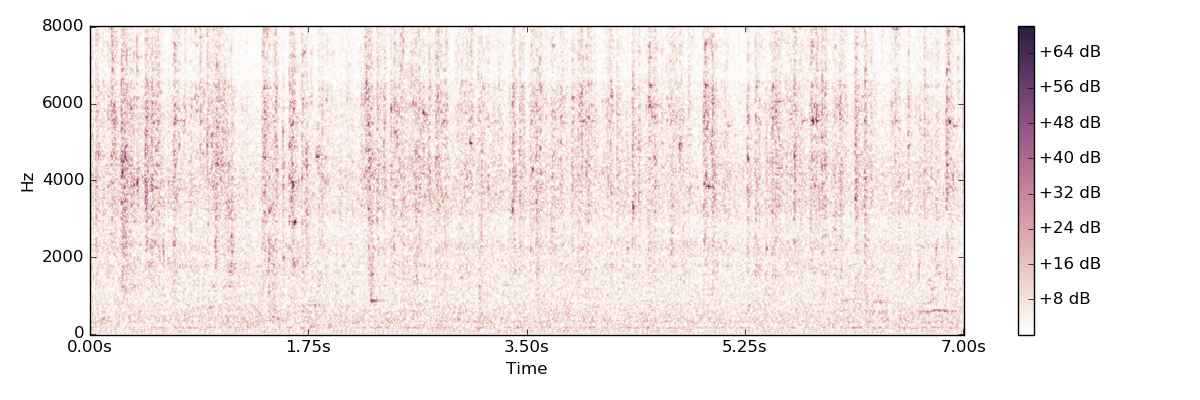 8000
6000
4000
2000
0
Hz
0.00s
1.75s
3.50s
5.25s
7.00s
Time
+64 dB
+56 dB
+48 dB
+40 dB
+32 dB
+24 dB
+16 dB
+8 dB